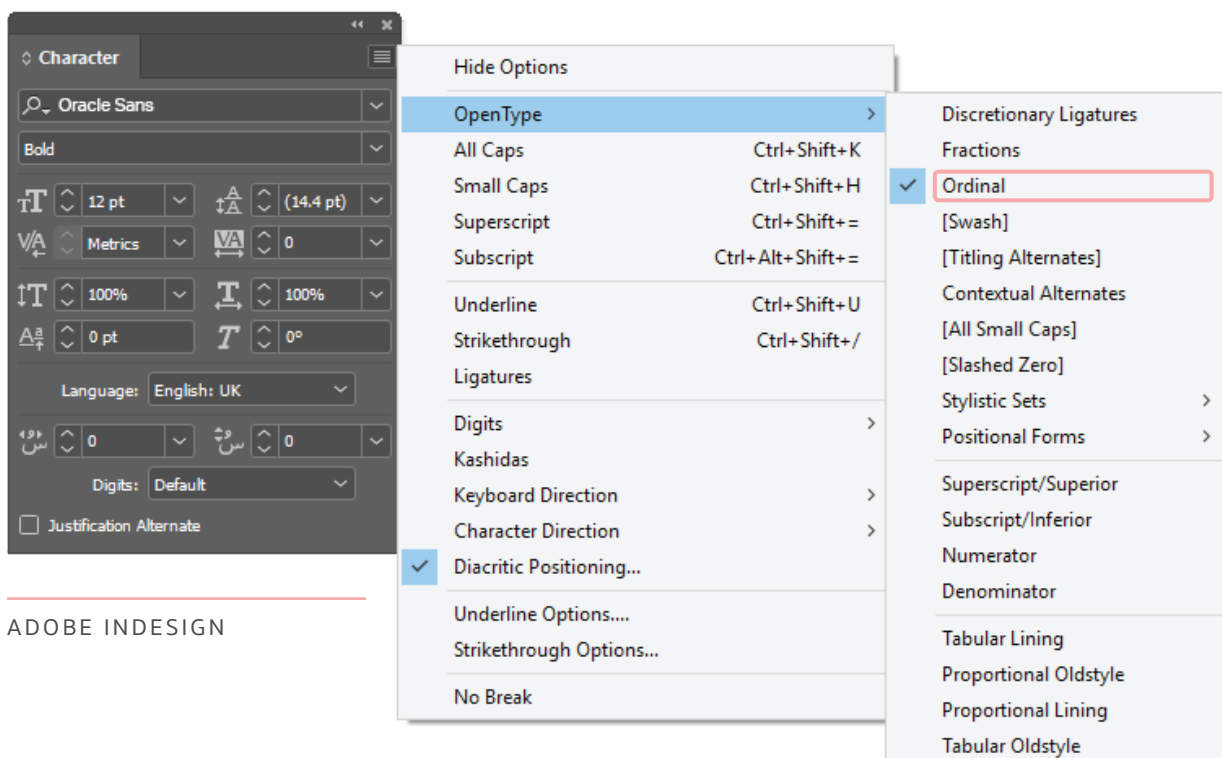 Character
Oracle Sans
Bold
12 pt
(14.4 pt)
Metrics
0
100%
100%
0 pt
0°
Language: English: UK
0
0
Digits: Default
Justification Alternate
ADOBE INDESIGN
Hide Options
OpenType
All Caps Ctrl+Shift+K
Small Caps Ctrl+Shift+H
Superscript Ctrl+Shift+=
Subscript Ctrl+Alt+Shift+=
Underline Ctrl+Shift+U
Strikethrough Ctrl+Shift+/
Ligatures
Digits
Kashidas
Keyboard Direction
Character Direction
Diacritic Positioning...
Underline Options....
Strikethrough Options...
No Break
Discretionary Ligatures
Fractions
Ordinal
[Swash]
[Titling Alternates]
Contextual Alternates
[All Small Caps]
[Slashed Zero]
Stylistic Sets
Positional Forms
Superscript/Superior
Subscript/Inferior
Numerator
Denominator
Tabular Lining
Proportional Oldstyle
Proportional Lining
Tabular Oldstyle